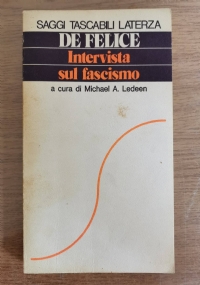 SAGGI TASCABILI LATERZA
DE FELICE
Intervista
sul fascismo
a cura di Michael A. Ledeen